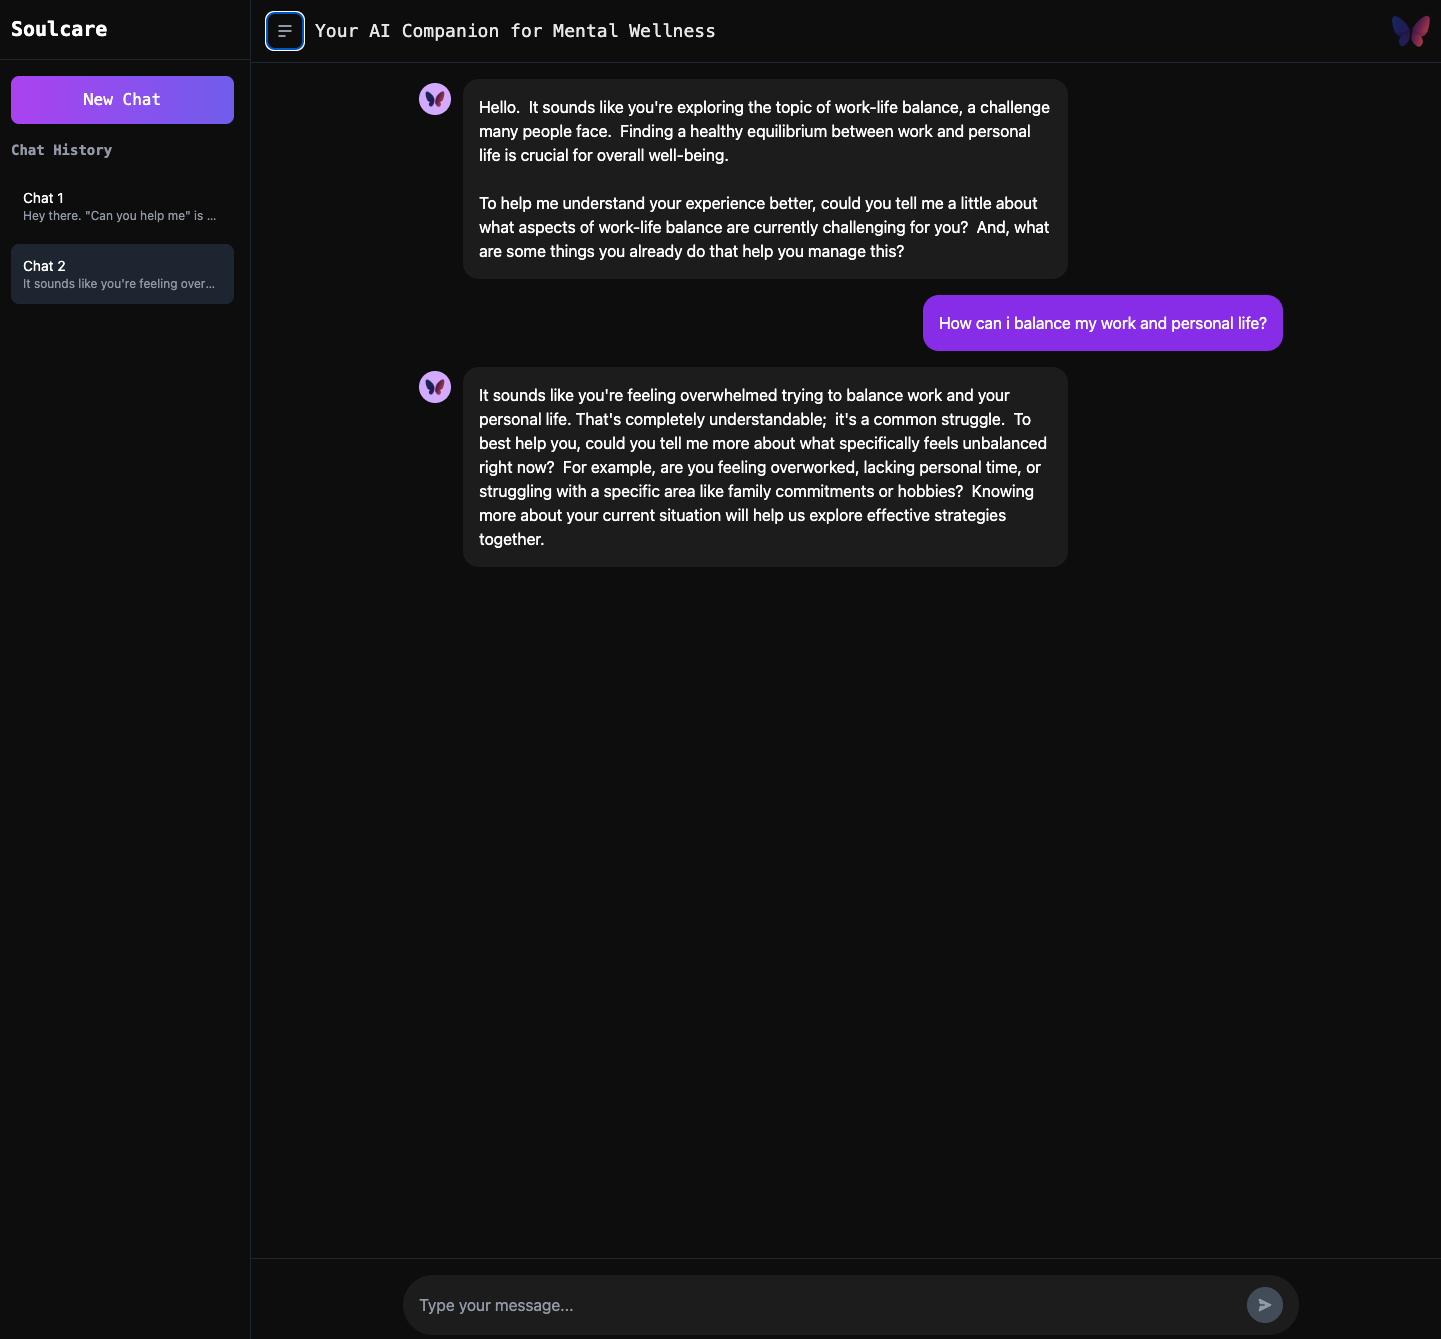 Soulcare
Your AI Companion for Mental Wellness
New Chat
Chat History
Chat 1
Hey there. "Can you help me" is ...
Chat 2
It sounds like you're feeling over...
Hello.  It sounds like you're exploring the topic of work-life balance, a challenge
many people face.  Finding a healthy equilibrium between work and personal
life is crucial for overall well-being.
To help me understand your experience better, could you tell me a little about
what aspects of work-life balance are currently challenging for you?  And, what
are some things you already do that help you manage this?
How can i balance my work and personal life?
It sounds like you're feeling overwhelmed trying to balance work and your
personal life. That's completely understandable;  it's a common struggle.  To
best help you, could you tell me more about what specifically feels unbalanced
right now?  For example, are you feeling overworked, lacking personal time, or
struggling with a specific area like family commitments or hobbies?  Knowing
more about your current situation will help us explore effective strategies
together.
Type your message...